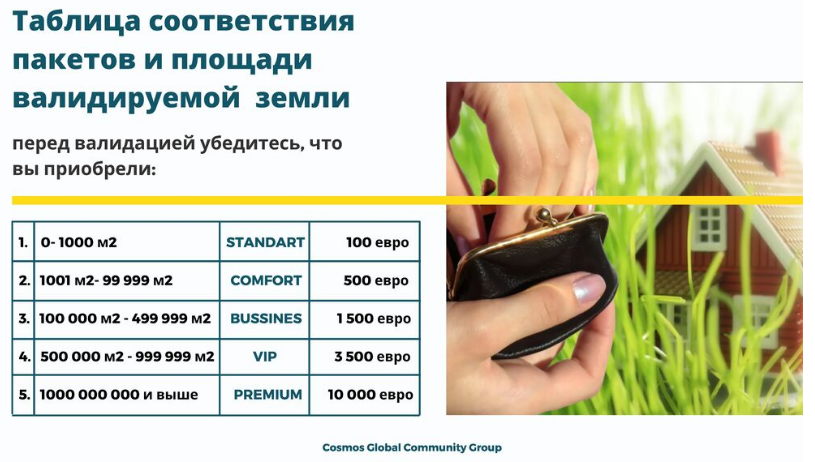 Таблица соответствия
пакетов и площади
валидируемой земли
перед валидацией убедитесь, что
вы приобрели:
1. 0- 1000 м2 STANDART 100 евро
2. 1001 м2- 99 999 м2 COMFORT 500 евро
3. 100 000 м2 - 499 999 м2 BUSSINES 1 500 евро
4. 500 000 м2 - 999 999 м2 VIP 3 500 евро
5. 1000 000 000 и выше PREMIUM 10 000 евро
Cosmos Global Community Group